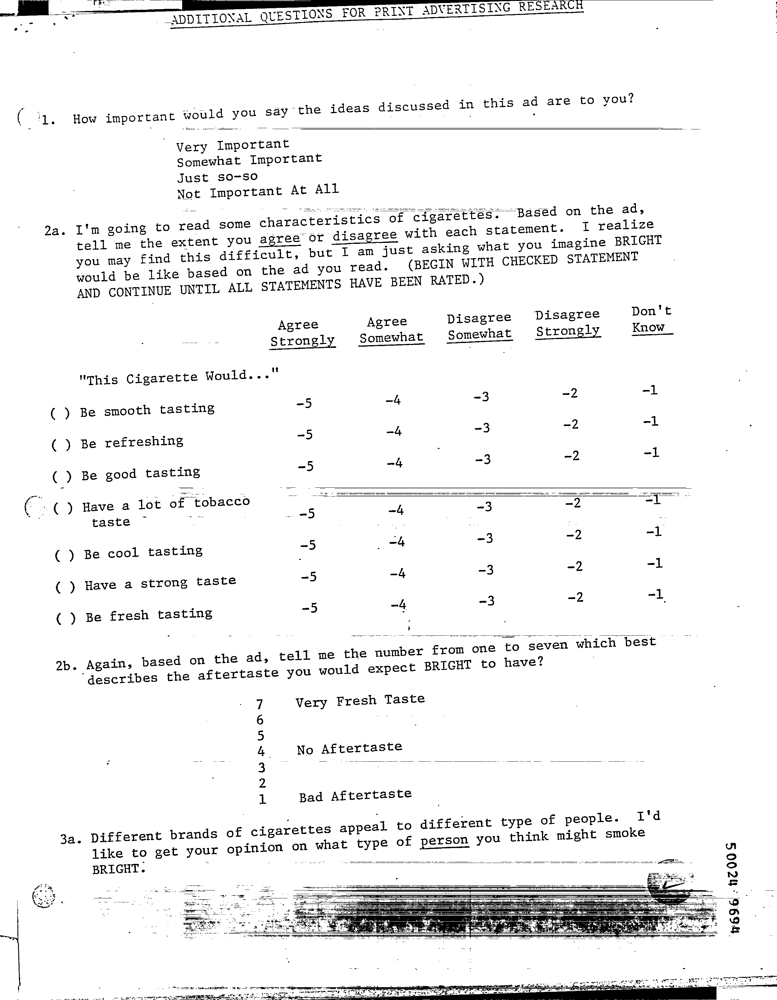 ADDITIONAL QUESTIONS FOR PRINT ADVERTISING RESEARCH
1. How important would you say the ideas discussed in this ad are to you?
Very Important
Somewhat Important
Just so-so
Not Important At All
2a. I'm going to read some characteristics of cigarettes. Based on the ad,
tell me the extent you agree or disagree with each statement. I realize
you may find this difficult, but I am just asking what you imagine BRIGHT
would be like based on the ad you read. (BEGIN WITH CHECKED STATEMENT
AND CONTINUE UNTIL ALL STATEMENTS HAVE BEEN RATED.)
Agree Agree Disagree Disagree Don't
Strongly Somewhat Somewhat Strongly Know
"This Cigarette Would..."
( ) Be smooth tasting -5 -4 -3 -2 -1
( ) Be refreshing -5 -4 -3 -2 -1
( ) Be good tasting -5 -4 -3 -2 -1
( ) Have a lot of tobacco -5 -4 -3 -2 -1
taste
( ) Be cool tasting -5 -4 -3 -2 -1
( ) Have a strong taste -5 -4 -3 -2 -1
( ) Be fresh tasting -5 -4 -3 -2 -1
2b. Again, based on the ad, tell me the number from one to seven which best
describes the aftertaste you would expect BRIGHT to have?
7 Very Fresh Taste
6
5
4 No Aftertaste
3
2
1 Bad Aftertaste
3a. Different brands of cigarettes appeal to different type of people. I'd
like to get your opinion on what type of person you think might smoke
BRIGHT.
50024 9694